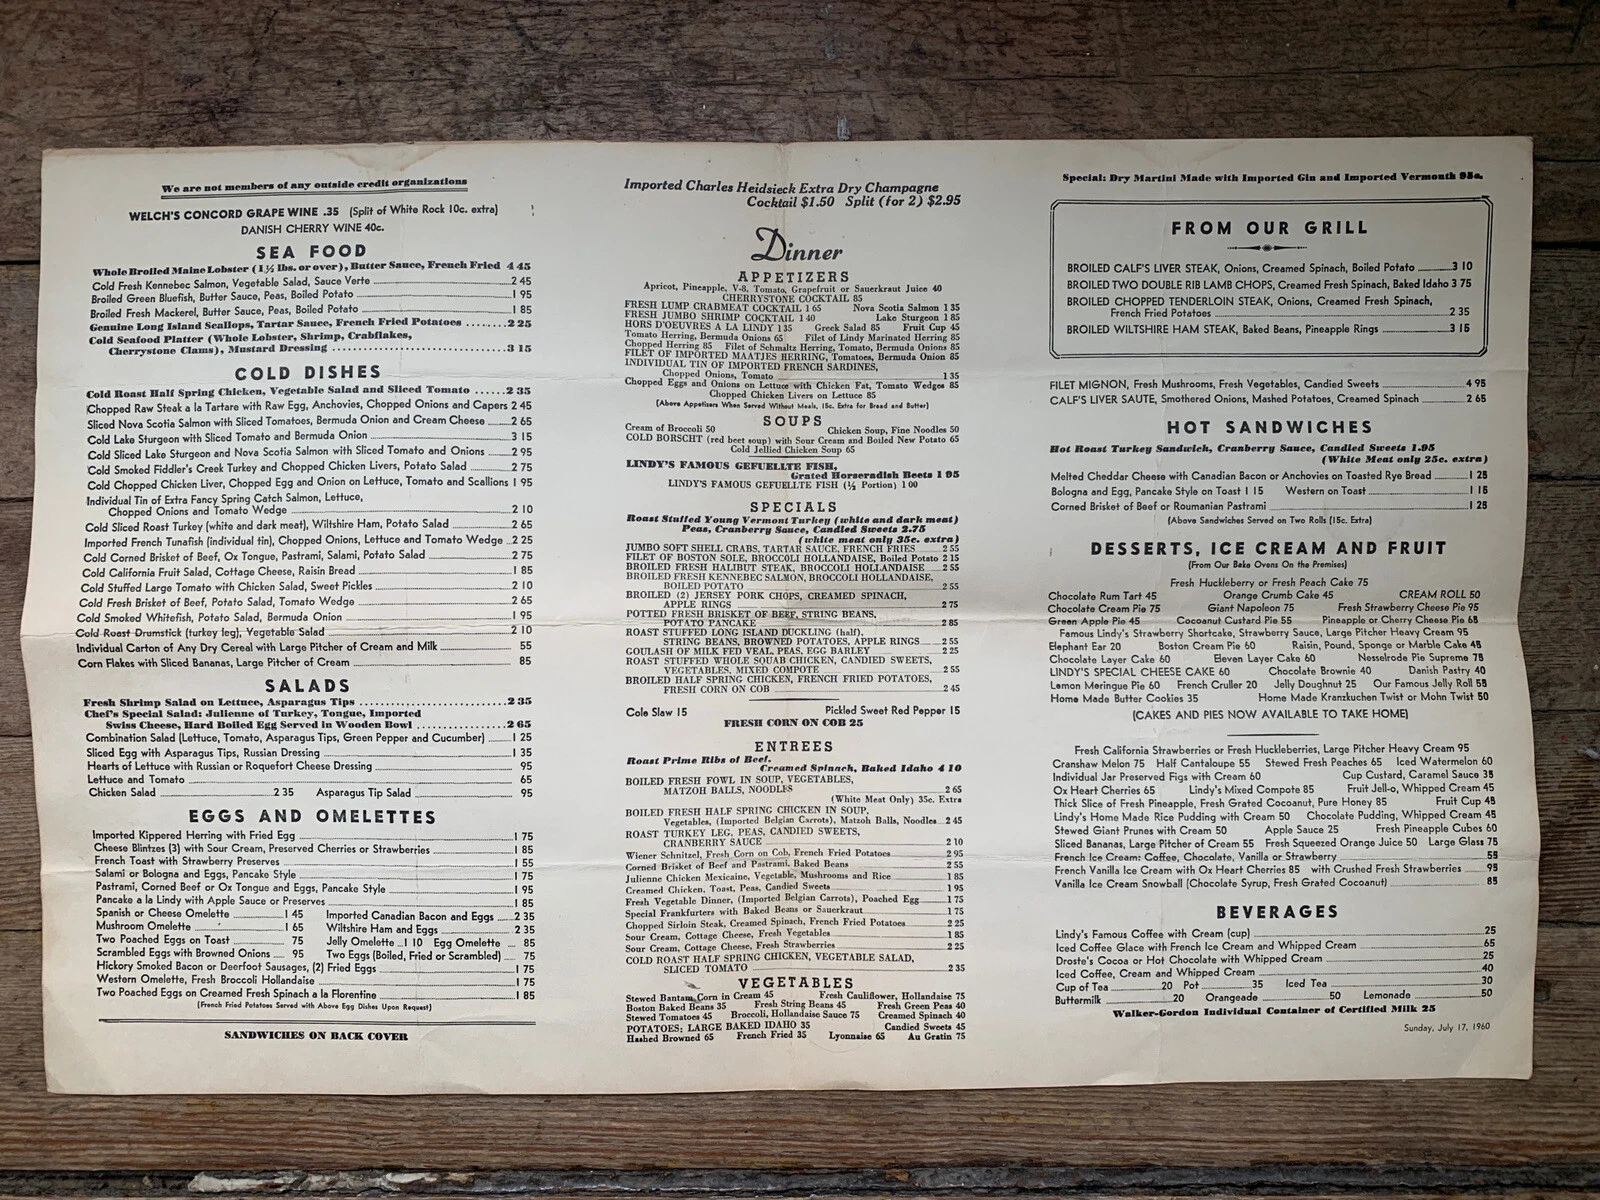 We are not members of any outside credit organizations
WELCH'S CONCORD GRAPE WINE .35 (Split of White Rock 10c. extra)
DANISH CHERRY WINE 40c.
SEA FOOD
Whole Broiled Maine Lobster (1½ lbs. or over), Butter Sauce, French Fried 4 45
Cold Fresh Kennebec Salmon, Vegetable Salad, Sauce Verte 2 45
Broiled Green Bluefish, Butter Sauce, Peas, Boiled Potato 1 95
Broiled Fresh Mackerel, Butter Sauce, Peas, Boiled Potato 1 85
Genuine Long Island Scallops, Tartar Sauce, French Fried Potatoes ........2 25
Cold Seafood Platter (Whole Lobster, Shrimp, Crabflakes,
Cherrystone Clams), Mustard Dressing ..................................3 15
COLD DISHES
Cold Roast Half Spring Chicken, Vegetable Salad and Sliced Tomato ......2 35
Chopped Raw Steak a la Tartare with Raw Egg, Anchovies, Chopped Onions and Capers 2 45
Sliced Nova Scotia Salmon with Sliced Tomatoes, Bermuda Onion and Cream Cheese 2 65
Cold Lake Sturgeon with Sliced Tomato and Bermuda Onion 3 15
Cold Sliced Lake Sturgeon and Nova Scotia Salmon with Sliced Tomato and Onions 2 95
Cold Smoked Fiddler's Creek Turkey and Chopped Chicken Livers, Potato Salad 2 75
Cold Chopped Chicken Liver, Chopped Egg and Onion on Lettuce, Tomato and Scallions 1 95
Individual Tin of Extra Fancy Spring Catch Salmon, Lettuce,
Chopped Onions and Tomato Wedge 2 10
Cold Sliced Roast Turkey (white and dark meat), Wiltshire Ham, Potato Salad 2 65
Imported French Tunafish (individual tin), Chopped Onions, Lettuce and Tomato Wedge 2 25
Cold Corned Brisket of Beef, Ox Tongue, Pastrami, Salami, Potato Salad 2 75
Cold California Fruit Salad, Cottage Cheese, Raisin Bread 1 85
Cold Stuffed Large Tomato with Chicken Salad, Sweet Pickles 2 10
Cold Fresh Brisket of Beef, Potato Salad, Tomato Wedge 2 65
Cold Smoked Whitefish, Potato Salad, Bermuda Onion 1 95
Cold Roast Drumstick (turkey leg), Vegetable Salad 2 10
Individual Carton of Any Dry Cereal with Large Pitcher of Cream and Milk 55
Corn Flakes with Sliced Bananas, Large Pitcher of Cream 85
SALADS
Fresh Shrimp Salad on Lettuce, Asparagus Tips ..........................2 35
Chef's Special Salad: Julienne of Turkey, Tongue, Imported
Swiss Cheese, Hard Boiled Egg Served in Wooden Bowl ..................2 65
Combination Salad (Lettuce, Tomato, Asparagus Tips, Green Pepper and Cucumber) 1 25
Sliced Egg with Asparagus Tips, Russian Dressing 1 35
Hearts of Lettuce with Russian or Roquefort Cheese Dressing 95
Lettuce and Tomato 65
Chicken Salad 2 35 Asparagus Tip Salad 95
EGGS AND OMELETTES
Imported Kippered Herring with Fried Egg 1 75
Cheese Blintzes (3) with Sour Cream, Preserved Cherries or Strawberries 1 85
French Toast with Strawberry Preserves 1 55
Salami or Bologna and Eggs, Pancake Style 1 75
Pastrami, Corned Beef or Ox Tongue and Eggs, Pancake Style 1 95
Pancake a la Lindy with Apple Sauce or Preserves 1 85
Spanish or Cheese Omelette 1 45 Imported Canadian Bacon and Eggs 2 35
Mushroom Omelette 1 65 Wiltshire Ham and Eggs 2 35
Two Poached Eggs on Toast 75 Jelly Omelette 1 10 Egg Omelette 85
Scrambled Eggs with Browned Onions 95 Two Eggs (Boiled, Fried or Scrambled) 75
Hickory Smoked Bacon or Deerfoot Sausages, (2) Fried Eggs 1 75
Western Omelette, Fresh Broccoli Hollandaise 1 75
Two Poached Eggs on Creamed Fresh Spinach a la Florentine 1 85
(French Fried Potatoes Served with Above Egg Dishes Upon Request)
SANDWICHES ON BACK COVER
Imported Charles Heidsieck Extra Dry Champagne
Cocktail $1.50 Split (for 2) $2.95
Dinner
APPETIZERS
Apricot, Pineapple, V-8, Tomato, Grapefruit or Sauerkraut Juice 40
CHERRYSTONE COCKTAIL 85
FRESH LUMP CRABMEAT COCKTAIL 1 65 Nova Scotia Salmon 1 35
FRESH JUMBO SHRIMP COCKTAIL 1 40 Lake Sturgeon 1 85
HORS D'OEUVRES A LA LINDY 1 35 Greek Salad 85 Fruit Cup 45
Tomato Herring, Bermuda Onions 65 Filet of Lindy Marinated Herring 85
Chopped Herring 85 Filet of Schmaltz Herring, Tomato, Bermuda Onions 85
FILET OF IMPORTED MAATJES HERRING, Tomatoes, Bermuda Onion 85
INDIVIDUAL TIN OF IMPORTED FRENCH SARDINES,
Chopped Onions, Tomato 1 35
Chopped Eggs and Onions on Lettuce with Chicken Fat, Tomato Wedges 85
Chopped Chicken Livers on Lettuce 85
(Above Appetizers When Served Without Meals, 15c. Extra for Bread and Butter)
SOUPS
Cream of Broccoli 50 Chicken Soup, Fine Noodles 50
COLD BORSCHT (red beet soup) with Sour Cream and Boiled New Potato 65
Cold Jellied Chicken Soup 65
LINDY'S FAMOUS GEFUELLTE FISH,
Grated Horseradish Beets 1 95
LINDY'S FAMOUS GEFUELLTE FISH (½ Portion) 1 00
SPECIALS
Roast Stuffed Young Vermont Turkey (white and dark meat)
Peas, Cranberry Sauce, Candied Sweets 2.75
(white meat only 35c. extra)
JUMBO SOFT SHELL CRABS, TARTAR SAUCE, FRENCH FRIES 2 55
FILET OF BOSTON SOLE, BROCCOLI HOLLANDAISE, Boiled Potato 2 15
BROILED FRESH HALIBUT STEAK, BROCCOLI HOLLANDAISE 2 55
BROILED FRESH KENNEBEC SALMON, BROCCOLI HOLLANDAISE,
BOILED POTATO 2 55
BROILED (2) JERSEY PORK CHOPS, CREAMED SPINACH,
APPLE RINGS 2 75
POTTED FRESH BRISKET OF BEEF, STRING BEANS,
POTATO PANCAKE 2 85
ROAST STUFFED LONG ISLAND DUCKLING (half),
STRING BEANS, BROWNED POTATOES, APPLE RINGS 2 55
GOULASH OF MILK FED VEAL, PEAS, EGG BARLEY 2 25
ROAST STUFFED WHOLE SQUAB CHICKEN, CANDIED SWEETS,
VEGETABLES, MIXED COMPOTE 2 55
BROILED HALF SPRING CHICKEN, FRENCH FRIED POTATOES,
FRESH CORN ON COB 2 45
Cole Slaw 15 Pickled Sweet Red Pepper 15
FRESH CORN ON COB 25
ENTREES
Roast Prime Ribs of Beef,
Creamed Spinach, Baked Idaho 4 10
BOILED FRESH FOWL IN SOUP, VEGETABLES,
MATZOH BALLS, NOODLES 2 65
(White Meat Only) 35c. Extra
BOILED FRESH HALF SPRING CHICKEN IN SOUP,
Vegetables, (Imported Belgian Carrots), Matzoh Balls, Noodles 2 45
ROAST TURKEY LEG, PEAS, CANDIED SWEETS,
CRANBERRY SAUCE 2 10
Wiener Schnitzel, Fresh Corn on Cob, French Fried Potatoes 2 95
Corned Brisket of Beef and Pastrami, Baked Beans 2 55
Julienne Chicken Mexicaine, Vegetable, Mushrooms and Rice 1 85
Creamed Chicken, Toast, Peas, Candied Sweets 1 95
Fresh Vegetable Dinner, (Imported Belgian Carrots), Poached Egg 1 75
Special Frankfurters with Baked Beans or Sauerkraut 1 75
Chopped Sirloin Steak, Creamed Spinach, French Fried Potatoes 2 25
Sour Cream, Cottage Cheese, Fresh Vegetables 1 85
Sour Cream, Cottage Cheese, Fresh Strawberries 2 25
COLD ROAST HALF SPRING CHICKEN, VEGETABLE SALAD,
SLICED TOMATO 2 35
VEGETABLES
Stewed Bantam Corn in Cream 45 Fresh Cauliflower, Hollandaise 75
Boston Baked Beans 35 Fresh String Beans 45 Fresh Green Peas 40
Stewed Tomatoes 45 Broccoli, Hollandaise Sauce 75 Creamed Spinach 40
POTATOES: LARGE BAKED IDAHO 35 Candied Sweets 45
Hashed Browned 65 French Fried 35 Lyonnaise 65 Au Gratin 75
Special: Dry Martini Made with Imported Gin and Imported Vermouth 95c.
FROM OUR GRILL
BROILED CALF'S LIVER STEAK, Onions, Creamed Spinach, Boiled Potato 3 10
BROILED TWO DOUBLE RIB LAMB CHOPS, Creamed Fresh Spinach, Baked Idaho 3 75
BROILED CHOPPED TENDERLOIN STEAK, Onions, Creamed Fresh Spinach,
French Fried Potatoes 2 35
BROILED WILTSHIRE HAM STEAK, Baked Beans, Pineapple Rings 3 15
FILET MIGNON, Fresh Mushrooms, Fresh Vegetables, Candied Sweets 4 95
CALF'S LIVER SAUTE, Smothered Onions, Mashed Potatoes, Creamed Spinach 2 65
HOT SANDWICHES
Hot Roast Turkey Sandwich, Cranberry Sauce, Candied Sweets 1.95
(White Meat only 25c. extra)
Melted Cheddar Cheese with Canadian Bacon or Anchovies on Toasted Rye Bread 1 25
Bologna and Egg, Pancake Style on Toast 1 15 Western on Toast 1 15
Corned Brisket of Beef or Roumanian Pastrami 1 25
(Above Sandwiches Served on Two Rolls (15c. Extra)
DESSERTS, ICE CREAM AND FRUIT
(From Our Bake Ovens On the Premises)
Fresh Huckleberry or Fresh Peach Cake 75
Chocolate Rum Tart 45 Orange Crumb Cake 45 CREAM ROLL 50
Chocolate Cream Pie 75 Giant Napoleon 75 Fresh Strawberry Cheese Pie 95
Green Apple Pie 45 Cocoanut Custard Pie 55 Pineapple or Cherry Cheese Pie 65
Famous Lindy's Strawberry Shortcake, Strawberry Sauce, Large Pitcher Heavy Cream 95
Elephant Ear 20 Boston Cream Pie 60 Raisin, Pound, Sponge or Marble Cake 45
Chocolate Layer Cake 60 Eleven Layer Cake 60 Nesselrode Pie Supreme 75
LINDY'S SPECIAL CHEESE CAKE 60 Chocolate Brownie 40 Danish Pastry 40
Lemon Meringue Pie 60 French Cruller 20 Jelly Doughnut 25 Our Famous Jelly Roll 55
Home Made Butter Cookies 35 Home Made Kranzkuchen Twist or Mohn Twist 50
(CAKES AND PIES NOW AVAILABLE TO TAKE HOME)
Fresh California Strawberries or Fresh Huckleberries, Large Pitcher Heavy Cream 95
Cranshaw Melon 75 Half Cantaloupe 55 Stewed Fresh Peaches 65 Iced Watermelon 60
Individual Jar Preserved Figs with Cream 60 Cup Custard, Caramel Sauce 35
Ox Heart Cherries 65 Lindy's Mixed Compote 85 Fruit Jell-o, Whipped Cream 45
Thick Slice of Fresh Pineapple, Fresh Grated Cocoanut, Pure Honey 85 Fruit Cup 45
Lindy's Home Made Rice Pudding with Cream 50 Chocolate Pudding, Whipped Cream 45
Stewed Giant Prunes with Cream 50 Apple Sauce 25 Fresh Pineapple Cubes 60
Sliced Bananas, Large Pitcher of Cream 55 Fresh Squeezed Orange Juice 50 Large Glass 75
French Ice Cream: Coffee, Chocolate, Vanilla or Strawberry 55
French Vanilla Ice Cream with Ox Heart Cherries 85 with Crushed Fresh Strawberries 95
Vanilla Ice Cream Snowball (Chocolate Syrup, Fresh Grated Cocoanut) 85
BEVERAGES
Lindy's Famous Coffee with Cream (cup) 25
Iced Coffee Glace with French Ice Cream and Whipped Cream 65
Droste's Cocoa or Hot Chocolate with Whipped Cream 25
Iced Coffee, Cream and Whipped Cream 40
Cup of Tea 20 Pot 35 Iced Tea 30
Buttermilk 20 Orangeade 50 Lemonade 50
Walker-Gordon Individual Container of Certified Milk 25
Sunday, July 17, 1960